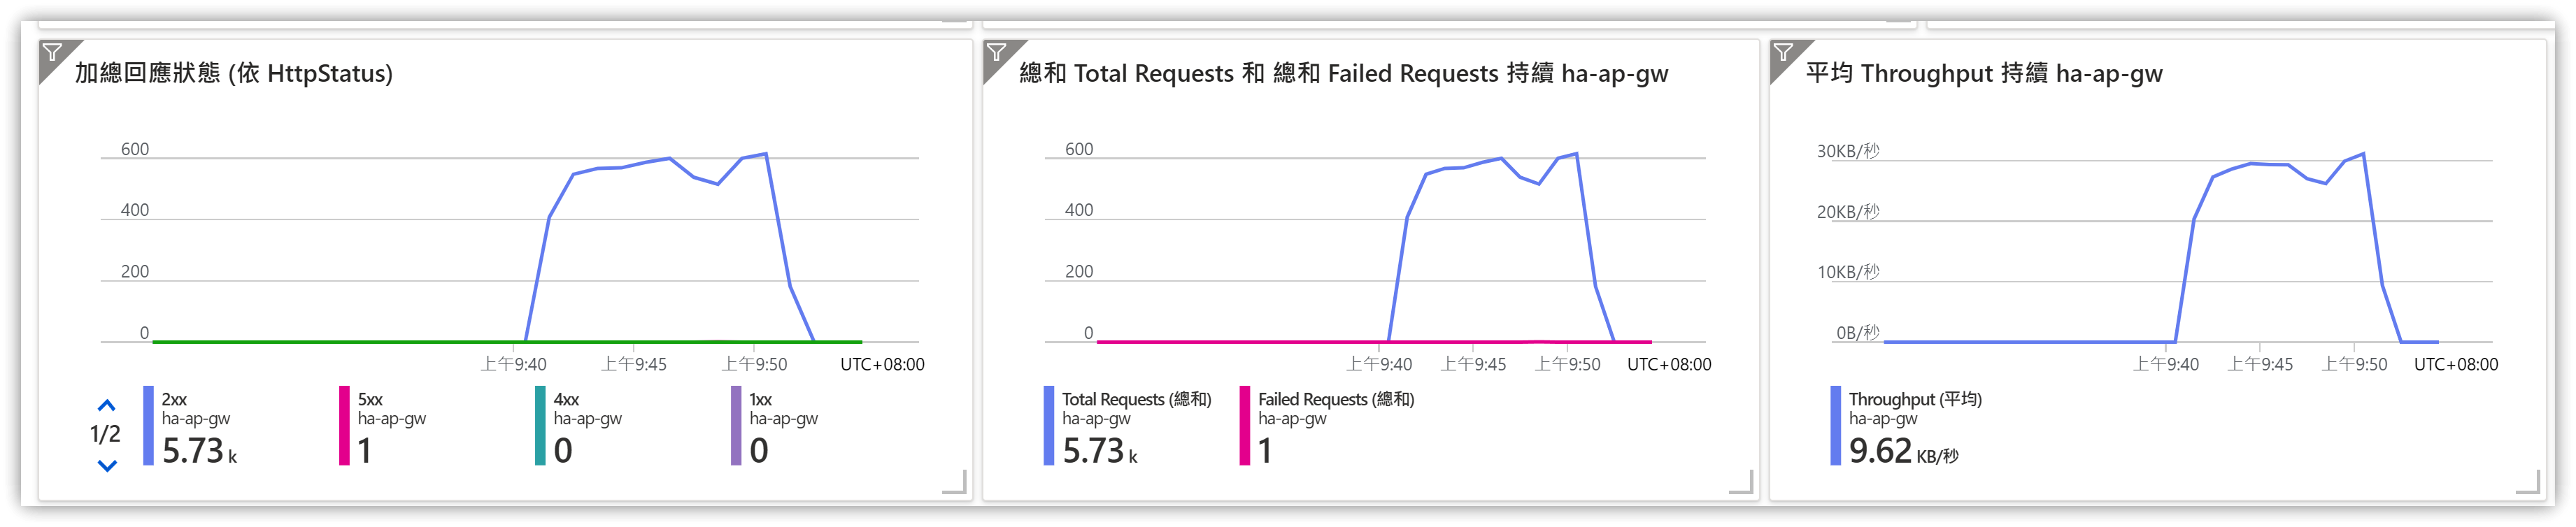 加總回應狀態 (依 HttpStatus)
600
400
200
0
上午9:40
上午9:45
上午9:50
UTC+08:00
1/2
2xx
ha-ap-gw
5.73 k
5xx
ha-ap-gw
1
4xx
ha-ap-gw
0
1xx
ha-ap-gw
0
總和 Total Requests 和 總和 Failed Requests 持續 ha-ap-gw
600
400
200
0
上午9:40
上午9:45
上午9:50
UTC+08:00
Total Requests (總和)
ha-ap-gw
5.73 k
Failed Requests (總和)
ha-ap-gw
1
平均 Throughput 持續 ha-ap-gw
30KB/秒
20KB/秒
10KB/秒
0B/秒
上午9:40
上午9:45
上午9:50
UTC+08:00
Throughput (平均)
ha-ap-gw
9.62 KB/秒